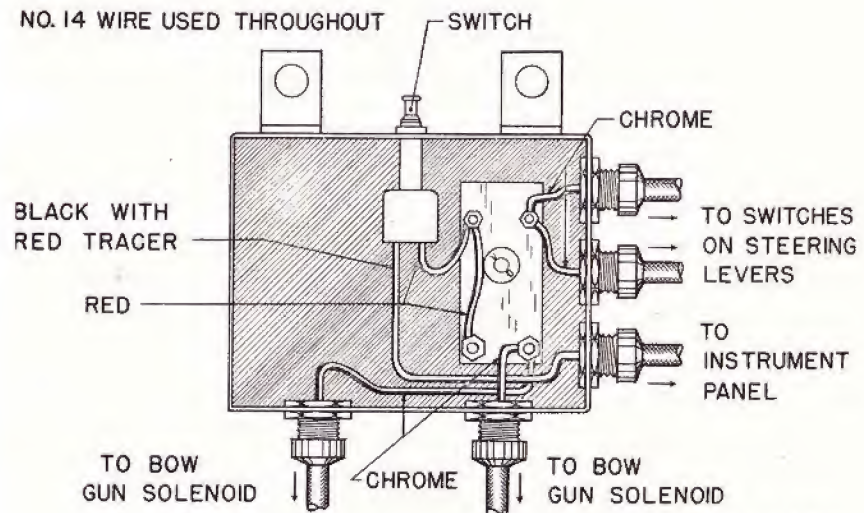 NO. 14 WIRE USED THROUGHOUT
SWITCH
CHROME
BLACK WITH
RED TRACER
RED
TO SWITCHES
ON STEERING
LEVERS
TO
INSTRUMENT
PANEL
TO BOW
GUN SOLENOID
CHROME
TO BOW
GUN SOLENOID